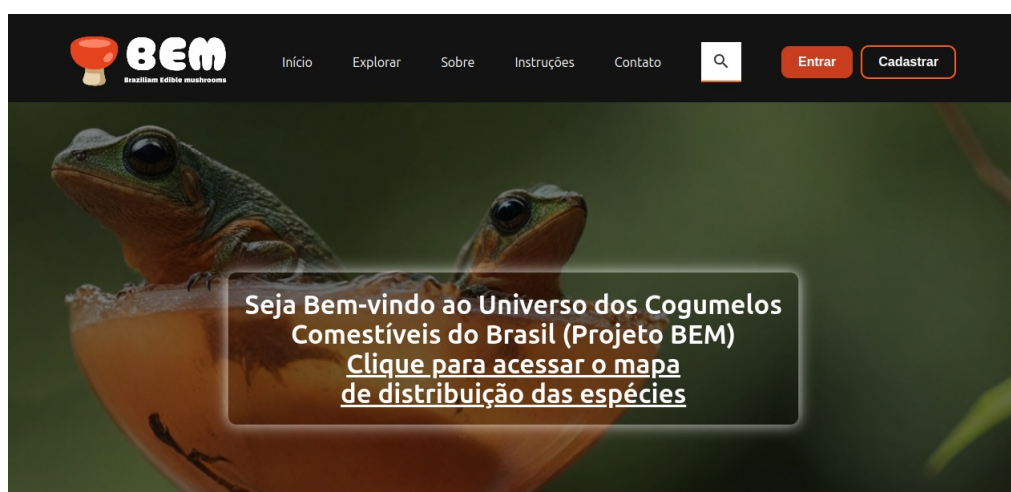 BEM
Braziliam Edible mushrooms
Início Explorar Sobre Instruções Contato Entrar Cadastrar
Seja Bem-vindo ao Universo dos Cogumelos
Comestíveis do Brasil (Projeto BEM)
Clique para acessar o mapa
de distribuição das espécies